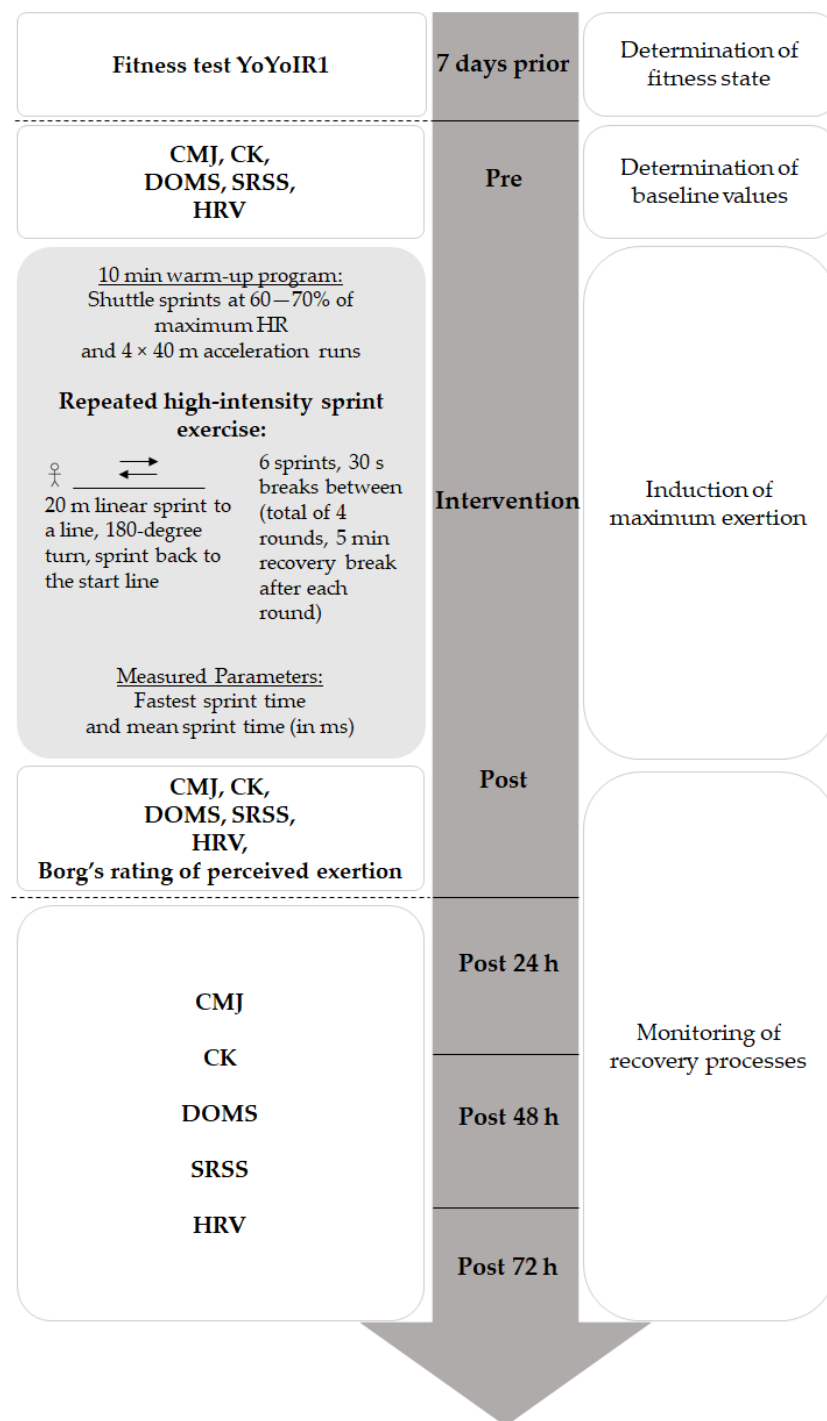 Fitness test YoYoIR1
7 days prior
Determination of
fitness state
CMJ, CK,
DOMS, SRSS,
HRV
Pre
Determination of
baseline values
10 min warm-up program:
Shuttle sprints at 60—70% of
maximum HR
and 4 × 40 m acceleration runs
Repeated high-intensity sprint
exercise:
20 m linear sprint to
a line, 180-degree
turn, sprint back to
the start line
6 sprints, 30 s
breaks between
(total of 4
rounds, 5 min
recovery break
after each
round)
Measured Parameters:
Fastest sprint time
and mean sprint time (in ms)
Intervention
Induction of
maximum exertion
CMJ, CK,
DOMS, SRSS,
HRV,
Borg’s rating of perceived exertion
Post
CMJ
CK
DOMS
SRSS
HRV
Post 24 h
Post 48 h
Post 72 h
Monitoring of
recovery processes